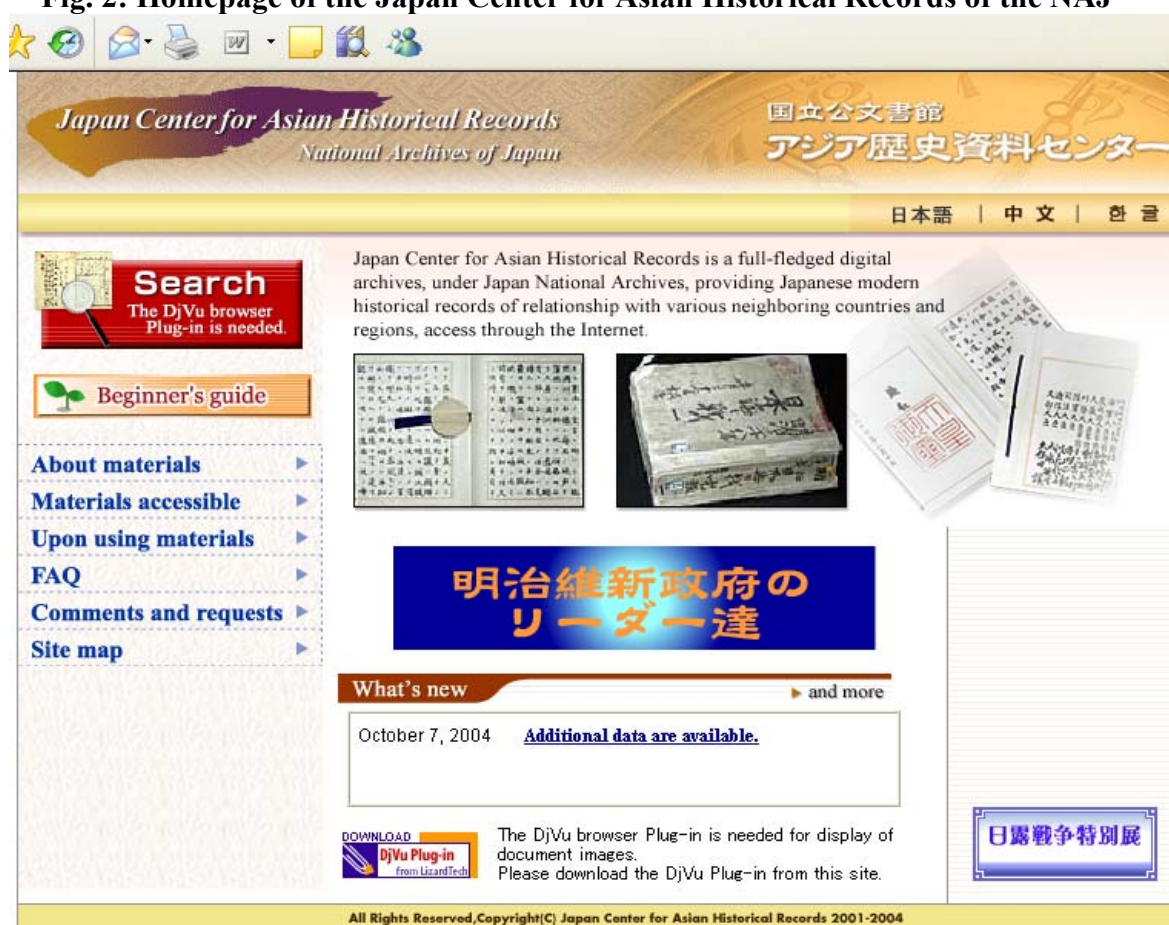 Fig. 2: Homepage of the Japan Center for Asian Historical Records of the NAJ
Japan Center for Asian Historical Records
National Archives of Japan
国立公文書館
アジア歴史資料センター
日本語 | 中文 | 한글
Search
The DjVu browser
Plug-in is needed.
Beginner's guide
About materials
Materials accessible
Upon using materials
FAQ
Comments and requests
Site map
Japan Center for Asian Historical Records is a full-fledged digital
archives, under Japan National Archives, providing Japanese modern
historical records of relationship with various neighboring countries and
regions, access through the Internet.
明治維新政府の
リーダー達
What's new
and more
October 7, 2004 Additional data are available.
DOWNLOAD
DjVu Plug-in
from LizardTech
The DjVu browser Plug-in is needed for display of
document images.
Please download the DjVu Plug-in from this site.
日露戦争特別展
All Rights Reserved,Copyright(C) Japan Center for Asian Historical Records 2001-2004